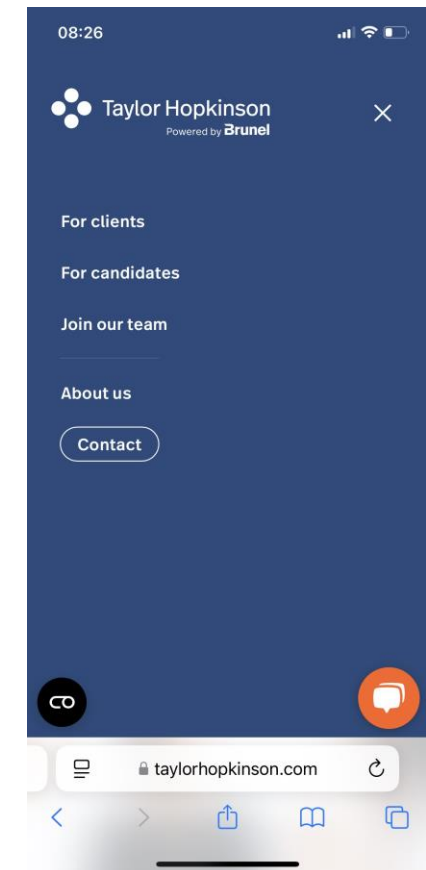 08:26
Taylor Hopkinson
Powered by Brunel
For clients
For candidates
Join our team
About us
Contact
taylorhopkinson.com